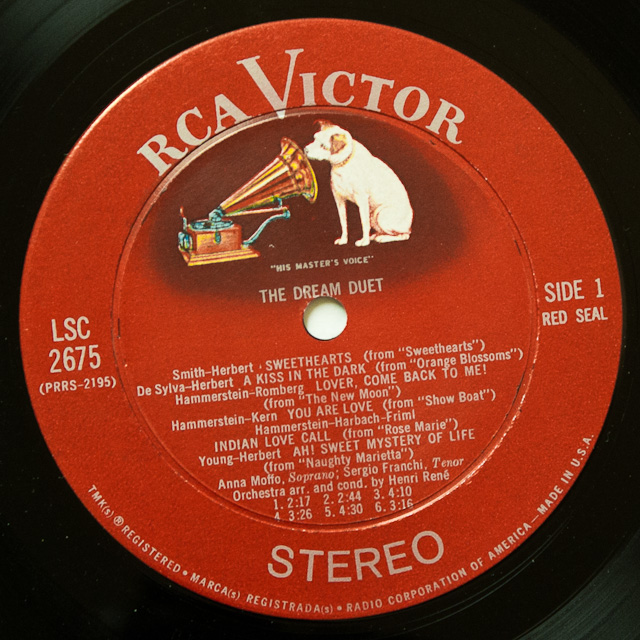 RCA VICTOR
"HIS MASTER'S VOICE"
THE DREAM DUET
LSC
2675
(PRRS-2195)
SIDE 1
RED SEAL
Smith-Herbert . SWEETHEARTS (from "Sweethearts")
De Sylva-Herbert A KISS IN THE DARK (from "Orange Blossoms")
Hammerstein-Romberg LOVER, COME BACK TO ME!
(from "The New Moon")
Hammerstein-Kern YOU ARE LOVE (from "Show Boat")
Hammerstein-Harbach-Friml
INDIAN LOVE CALL (from "Rose Marie")
Young-Herbert AH! SWEET MYSTERY OF LIFE
(from "Naughty Marietta")
Anna Moffo, Soprano; Sergio Franchi, Tenor
Orchestra arr. and cond. by Henri René
1. 2:17 2. 2:44 3. 4:10
4. 3:26 5. 4:30 6. 3:16
STEREO
TMK(s) ® REGISTERED • MARCA(s) REGISTRADA(s) • RADIO CORPORATION OF AMERICA—MADE IN U.S.A.